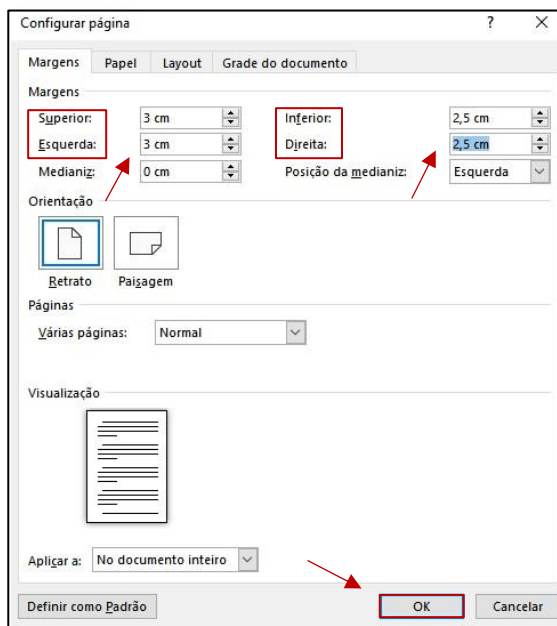 Configurar página ? X
Margens Papel Layout Grade do documento
Margens
Superior: 3 cm Inferior: 2,5 cm
Esquerda: 3 cm Direita: 2,5 cm
Medianiz: 0 cm Posição da medianiz: Esquerda
Orientação
Retrato Paisagem
Páginas
Várias páginas: Normal
Visualização
Aplicar a: No documento inteiro
Definir como Padrão OK Cancelar